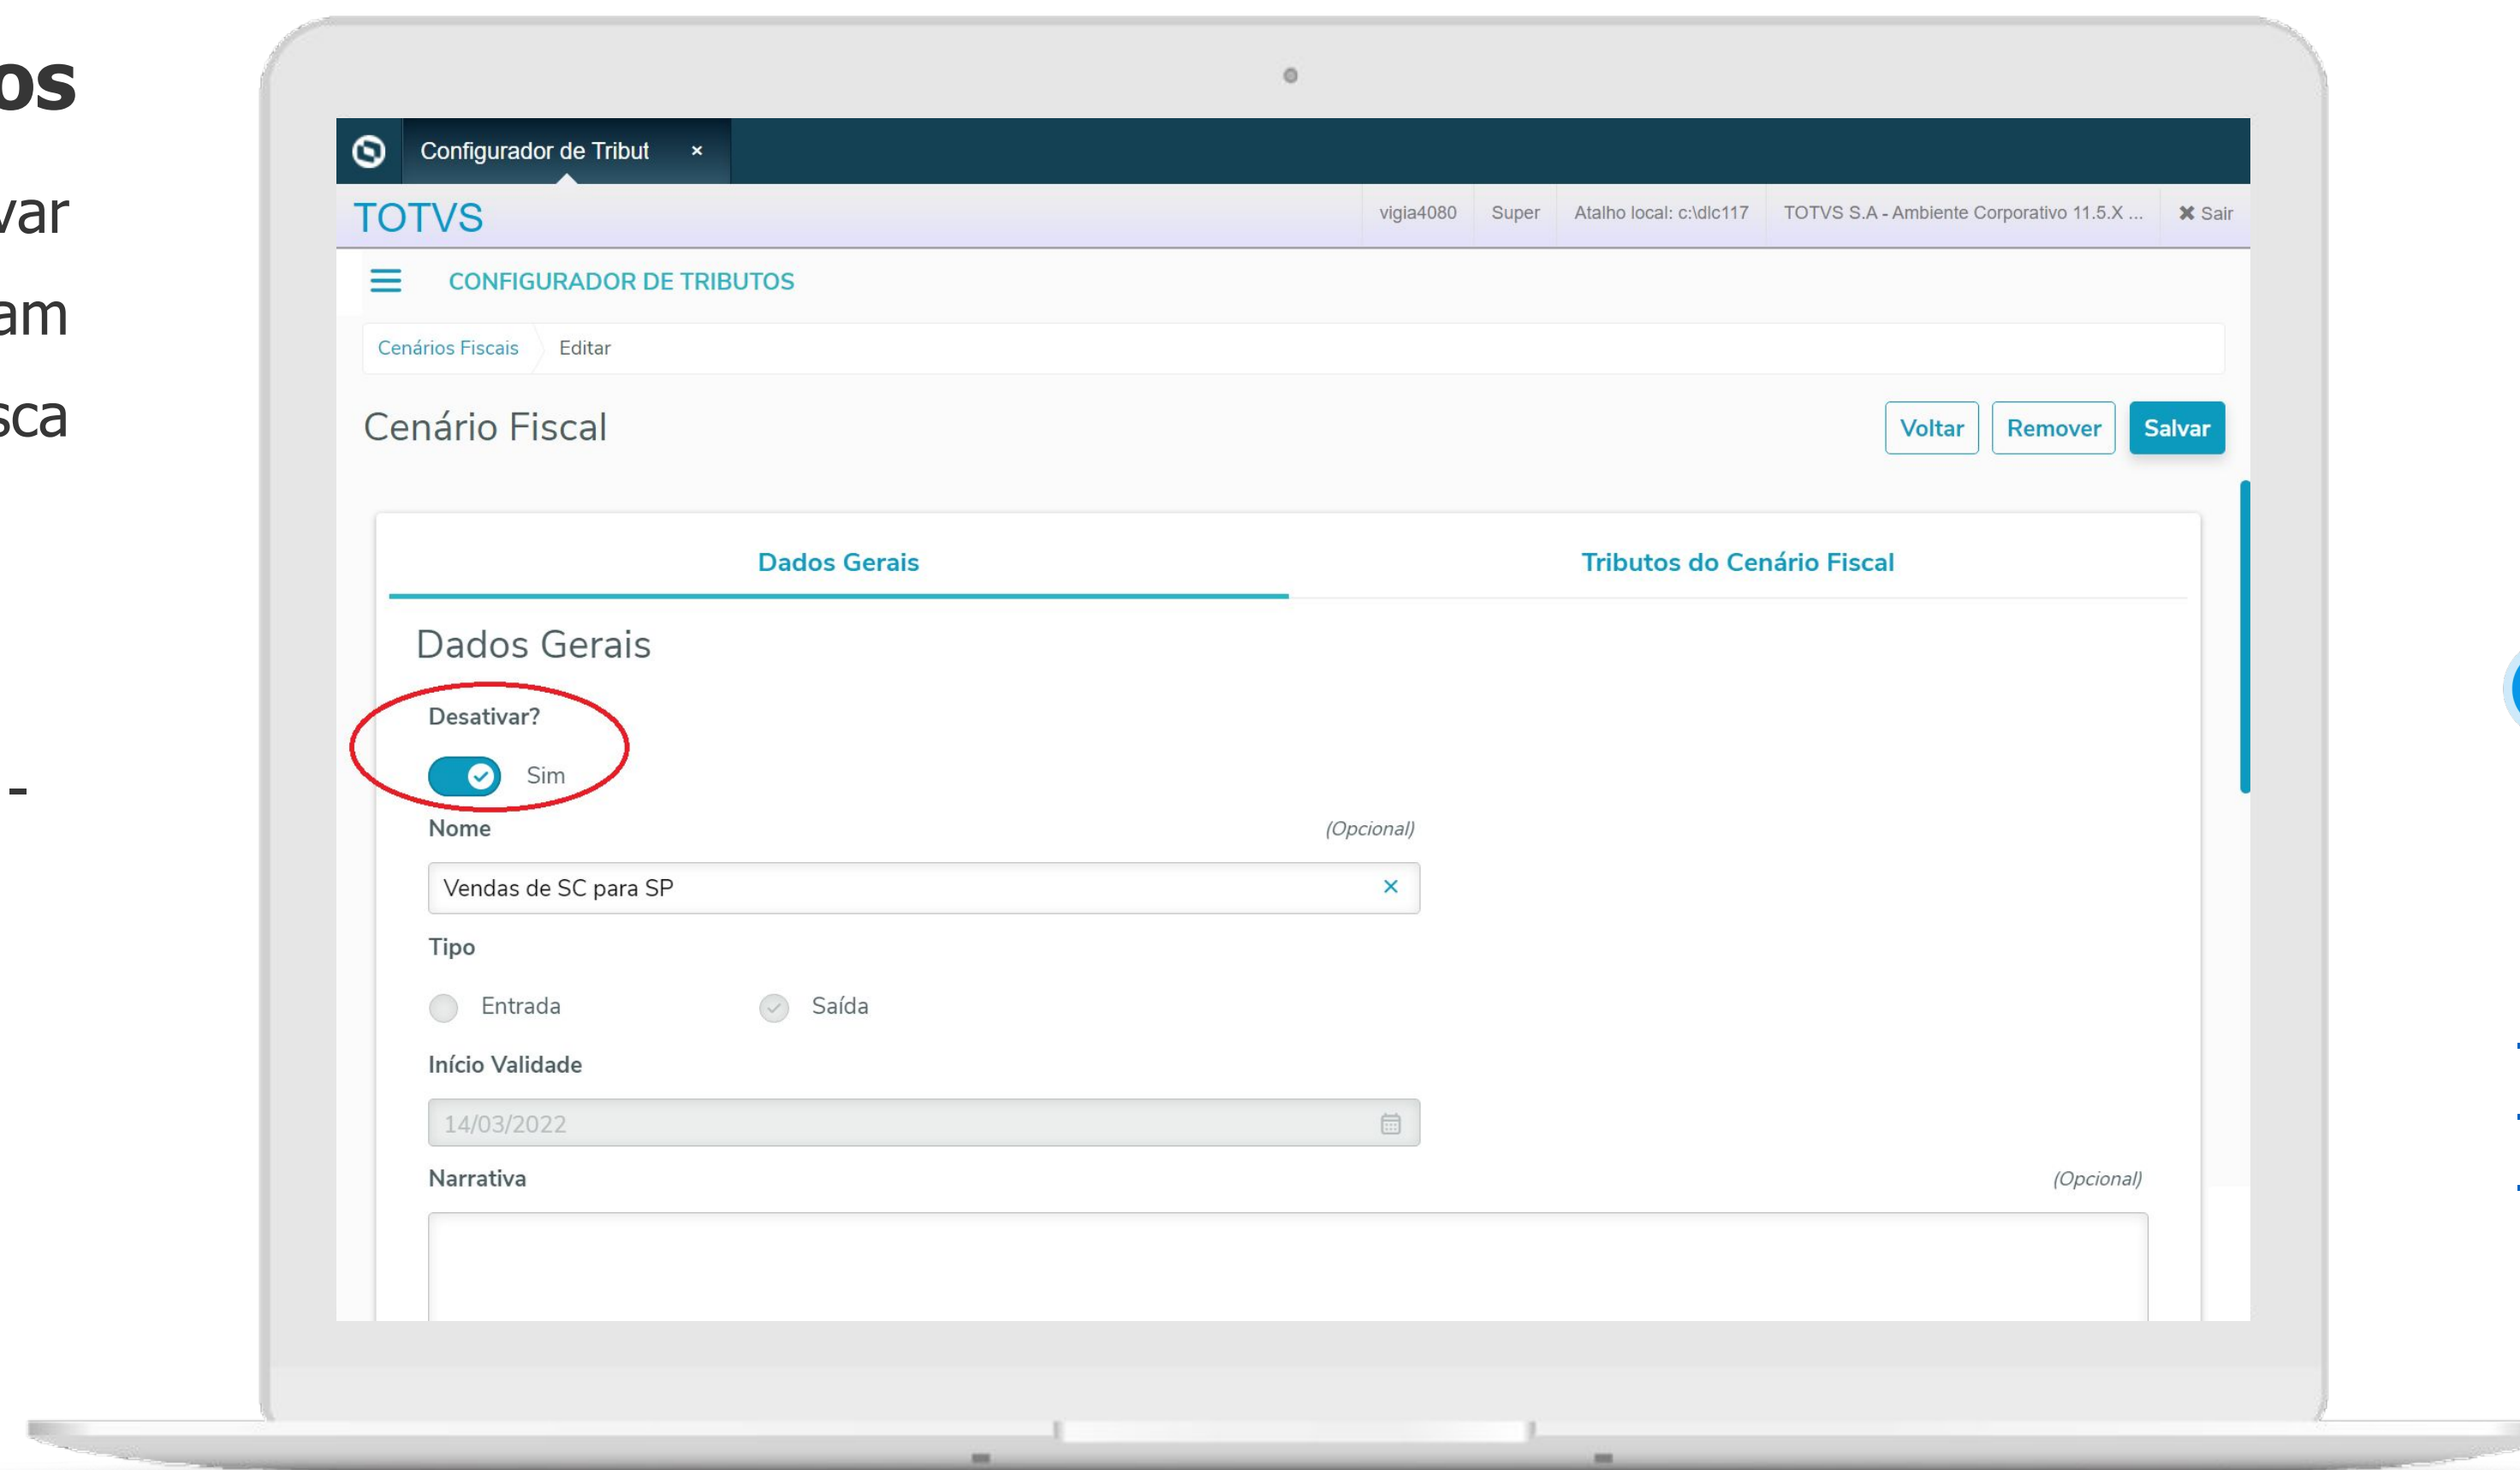 os
var
am
sca
-
Configurador de Tribut ×
TOTVS
vigia4080 Super Atalho local: c:\dlc117 TOTVS S.A - Ambiente Corporativo 11.5.X ... ✖ Sair
CONFIGURADOR DE TRIBUTOS
Cenários Fiscais Editar
Cenário Fiscal
Voltar Remover Salvar
Dados Gerais Tributos do Cenário Fiscal
Dados Gerais
Desativar?
Sim
Nome (Opcional)
Vendas de SC para SP ×
Tipo
Entrada Saída
Início Validade
14/03/2022
Narrativa (Opcional)